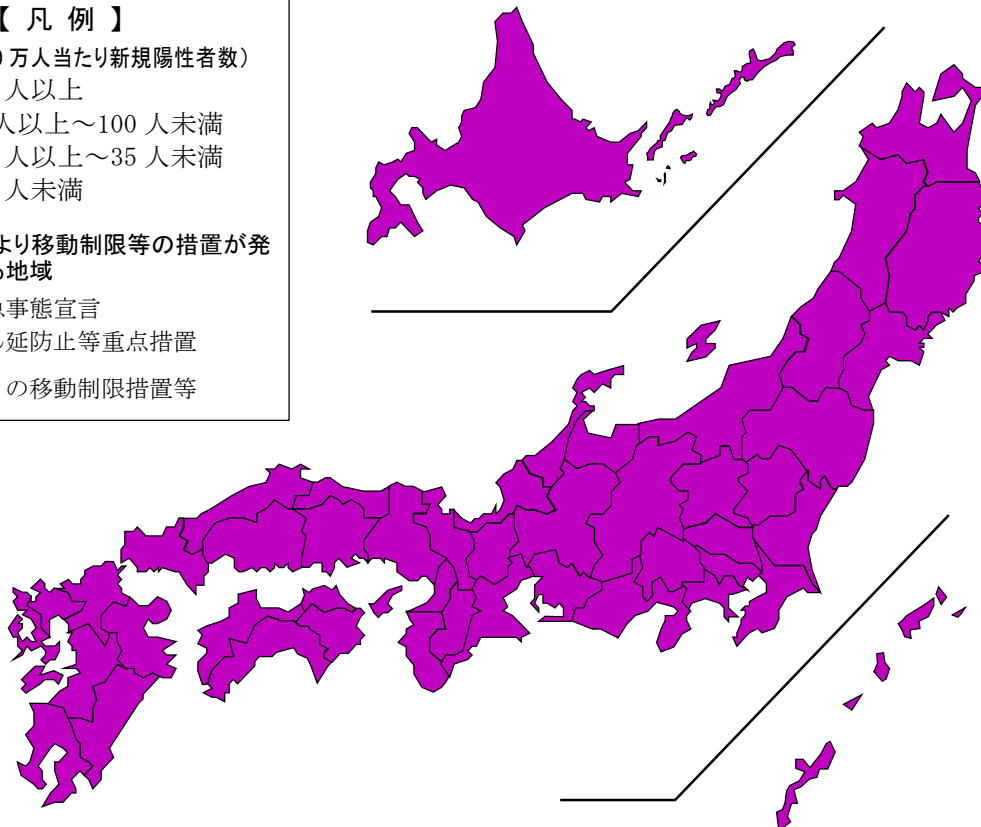 【 凡 例 】
万人当たり新規陽性者数）
人以上
人以上～100 人未満
人以上～35 人未満
人未満
より移動制限等の措置が発
地域
事態宣言
延防止等重点措置
の移動制限措置等